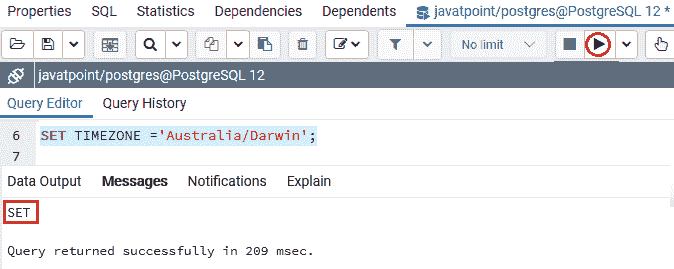 Properties SQL Statistics Dependencies Dependents javatpoint/postgres@PostgreSQL 12 *
No limit
javatpoint/postgres@PostgreSQL 12
Query Editor Query History
6 SET TIMEZONE ='Australia/Darwin';
7
Data Output Messages Notifications Explain
SET
Query returned successfully in 209 msec.